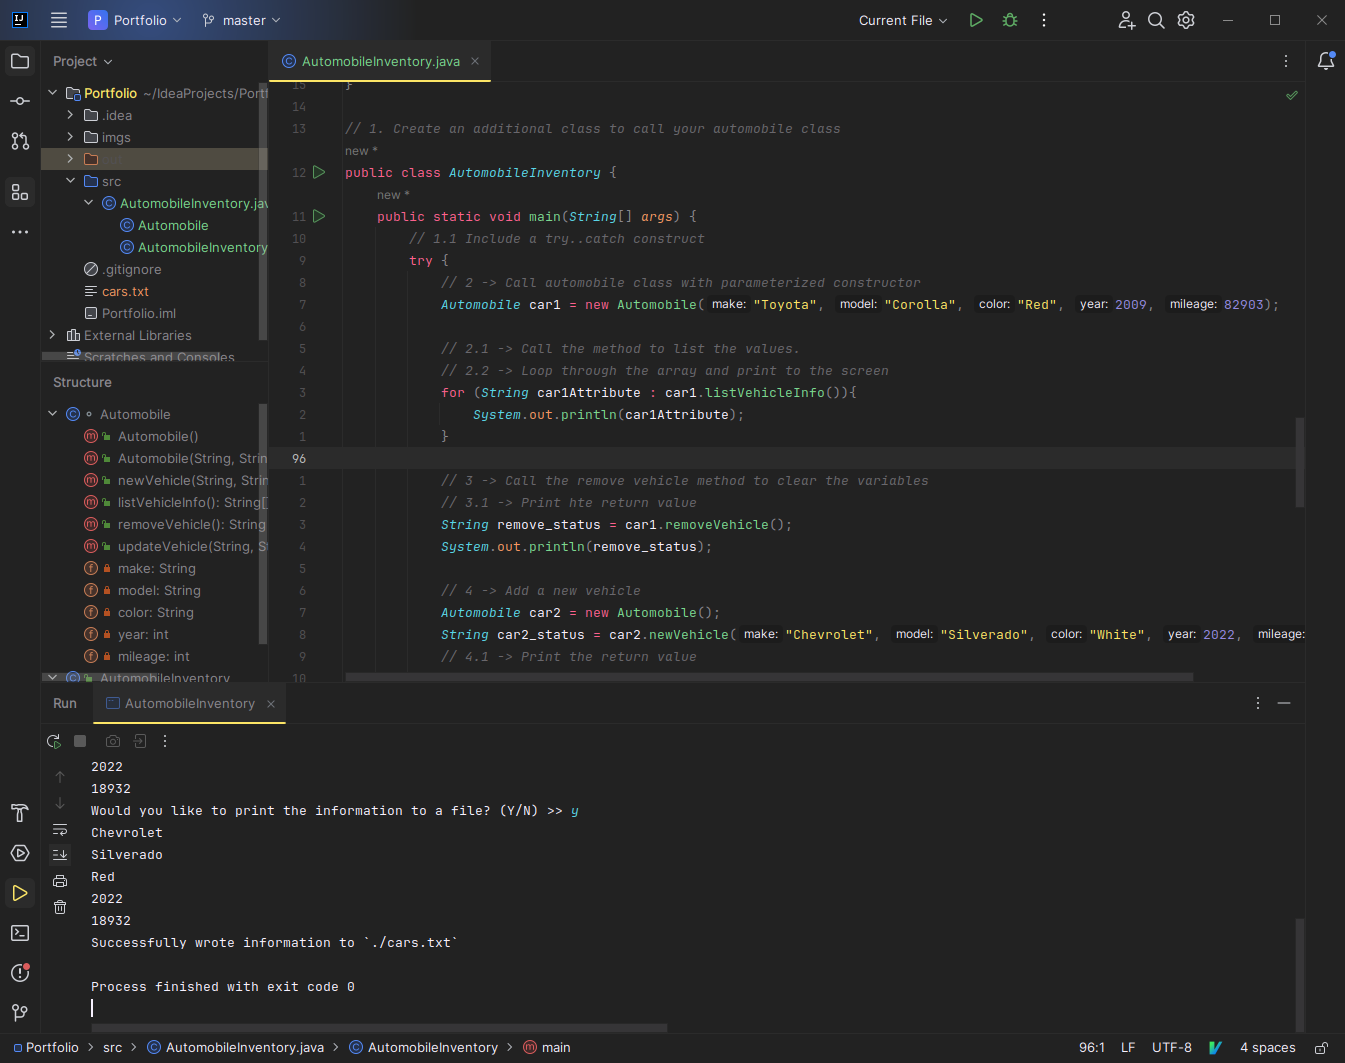 IJ
P Portfolio
master
Current File
Project
Portfolio ~/IdeaProjects/Portf
.idea
imgs
src
AutomobileInventory.jav
Automobile
AutomobileInventory
.gitignore
cars.txt
Portfolio.iml
External Libraries
Scratches and Consoles
Structure
Automobile
Automobile()
Automobile(String, Strin
newVehicle(String, Strin
listVehicleInfo(): String[]
removeVehicle(): String
updateVehicle(String, S
make: String
model: String
color: String
year: int
mileage: int
AutomobileInventory
AutomobileInventory.java
15 }
14
13 // 1. Create an additional class to call your automobile class
new *
12 public class AutomobileInventory {
new *
11 public static void main(String[] args) {
10 // 1.1 Include a try..catch construct
9 try {
8 // 2 -> Call automobile class with parameterized constructor
7 Automobile car1 = new Automobile( make: "Toyota", model: "Corolla", color: "Red", year: 2009, mileage: 82903);
6
5 // 2.1 -> Call the method to list the values.
4 // 2.2 -> Loop through the array and print to the screen
3 for (String car1Attribute : car1.listVehicleInfo()){
2 System.out.println(car1Attribute);
1 }
96
1 // 3 -> Call the remove vehicle method to clear the variables
2 // 3.1 -> Print hte return value
3 String remove_status = car1.removeVehicle();
4 System.out.println(remove_status);
5
6 // 4 -> Add a new vehicle
7 Automobile car2 = new Automobile();
8 String car2_status = car2.newVehicle( make: "Chevrolet", model: "Silverado", color: "White", year: 2022, mileage:
9 // 4.1 -> Print the return value
10
Run AutomobileInventory
2022
18932
Would you like to print the information to a file? (Y/N) >> y
Chevrolet
Silverado
Red
2022
18932
Successfully wrote information to `./cars.txt`
Process finished with exit code 0
Portfolio > src > AutomobileInventory.java > AutomobileInventory > main
96:1 LF UTF-8 4 spaces